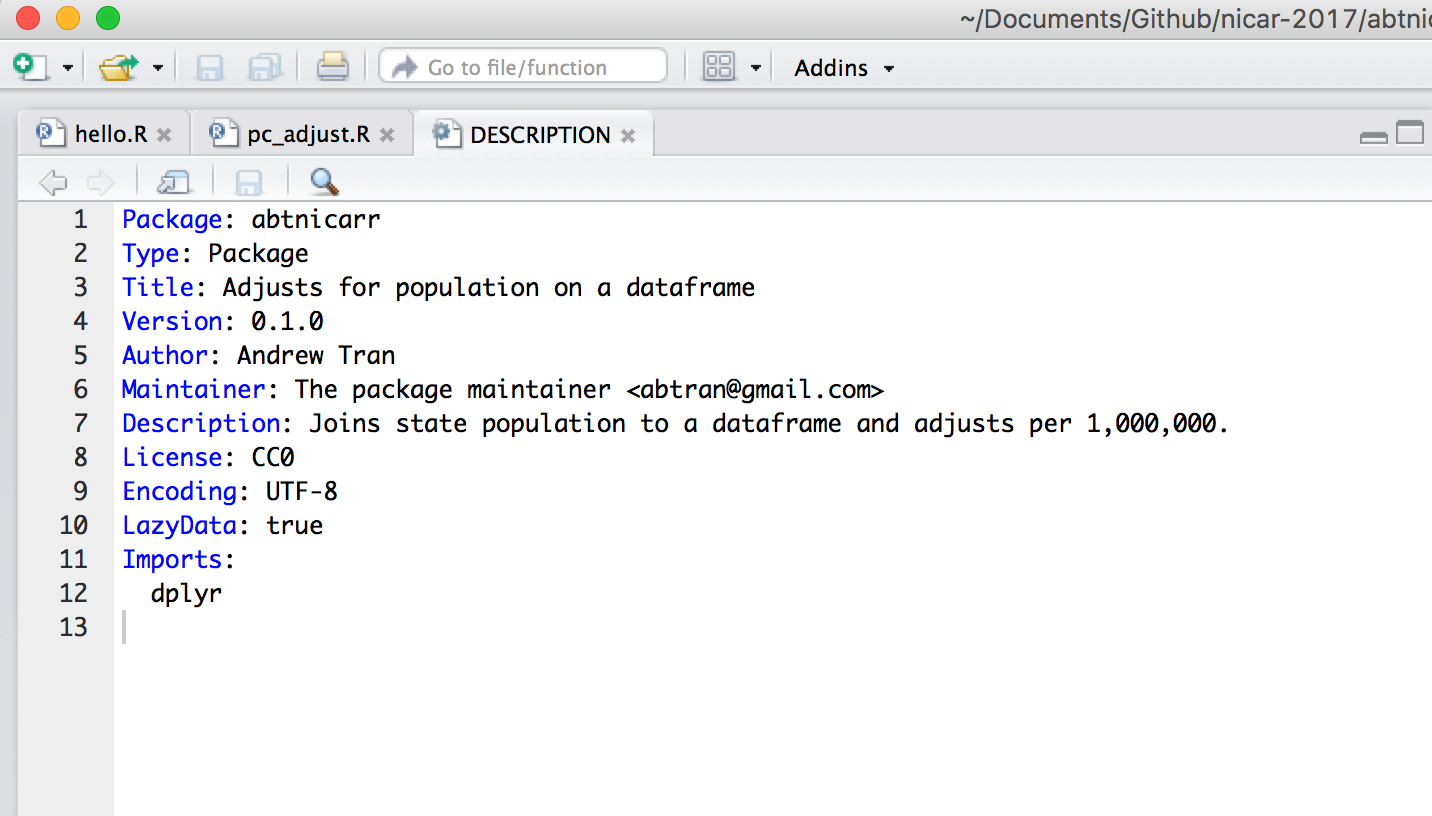 ~/Documents/Github/nicar-2017/abtnic
Go to file/function
Addins
hello.R
pc_adjust.R
DESCRIPTION
1 Package: abtnicarr
2 Type: Package
3 Title: Adjusts for population on a dataframe
4 Version: 0.1.0
5 Author: Andrew Tran
6 Maintainer: The package maintainer <abtran@gmail.com>
7 Description: Joins state population to a dataframe and adjusts per 1,000,000.
8 License: CC0
9 Encoding: UTF-8
10 LazyData: true
11 Imports:
12   dplyr
13